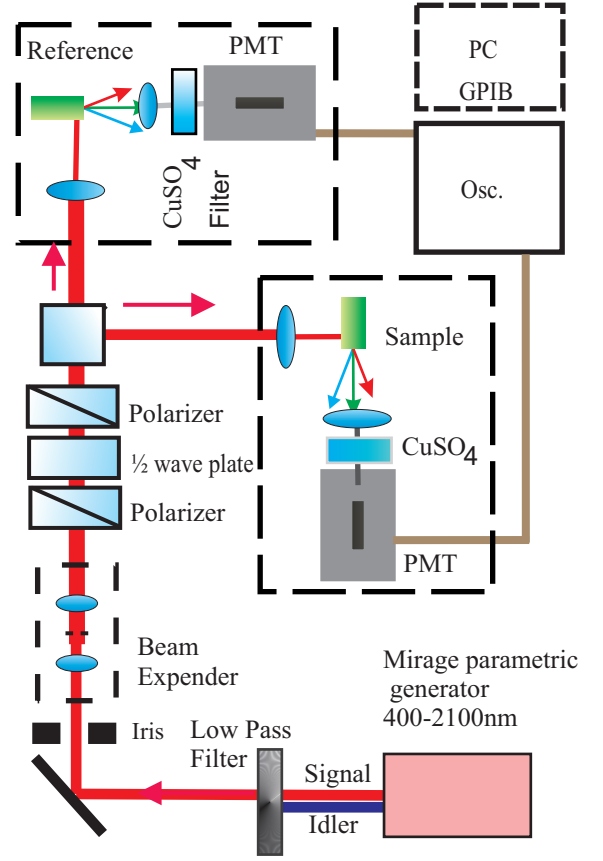 Reference
PMT
PC
GPIB
CuSO4
Filter
Osc.
Sample
Polarizer
CuSO4
½ wave plate
Polarizer
PMT
Beam
Expender
Mirage parametric
generator
400-2100nm
Iris
Low Pass
Filter
Signal
Idler